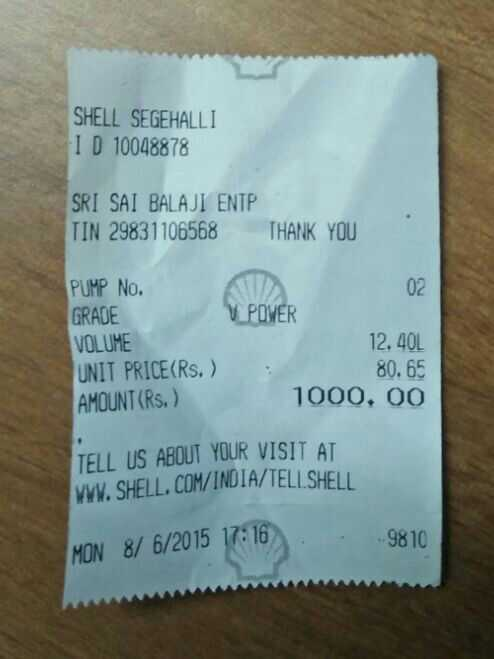 SHELL SEGEHALLI
I D 10048878
SRI SAI BALAJI ENTP
TIN 29831106568 THANK YOU
PUMP No. 02
GRADE V POWER
VOLUME 12.40L
UNIT PRICE(Rs.) 80.65
AMOUNT(Rs.) 1000.00
.
TELL US ABOUT YOUR VISIT AT
WWW.SHELL.COM/INDIA/TELLSHELL
MON 8/ 6/2015 17:16 9810